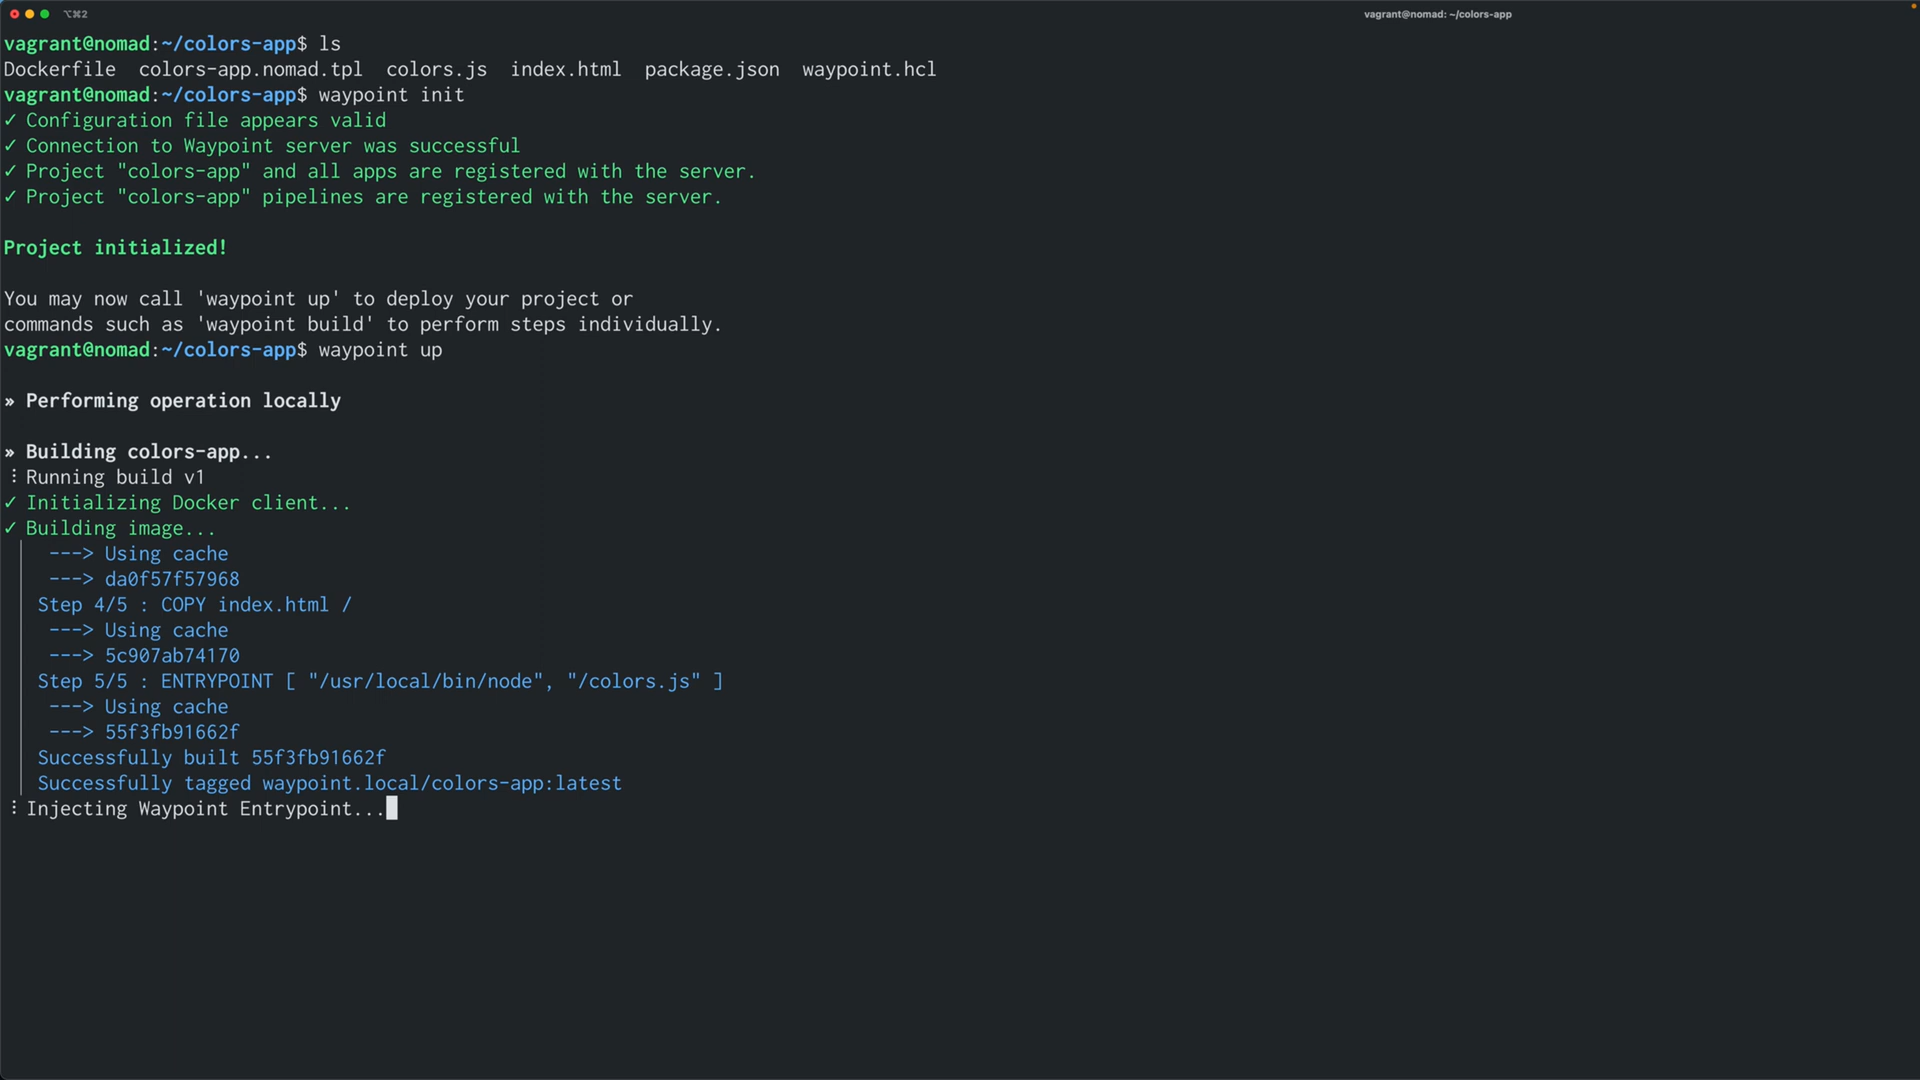 ⌥⌘2
vagrant@nomad: ~/colors-app
vagrant@nomad:~/colors-app$ ls
Dockerfile  colors-app.nomad.tpl  colors.js  index.html  package.json  waypoint.hcl
vagrant@nomad:~/colors-app$ waypoint init
✓ Configuration file appears valid
✓ Connection to Waypoint server was successful
✓ Project "colors-app" and all apps are registered with the server.
✓ Project "colors-app" pipelines are registered with the server.
Project initialized!
You may now call 'waypoint up' to deploy your project or
commands such as 'waypoint build' to perform steps individually.
vagrant@nomad:~/colors-app$ waypoint up
» Performing operation locally
» Building colors-app...
⋮ Running build v1
✓ Initializing Docker client...
✓ Building image...
---> Using cache
---> da0f57f57968
Step 4/5 : COPY index.html /
---> Using cache
---> 5c907ab74170
Step 5/5 : ENTRYPOINT [ "/usr/local/bin/node", "/colors.js" ]
---> Using cache
---> 55f3fb91662f
Successfully built 55f3fb91662f
Successfully tagged waypoint.local/colors-app:latest
⋮ Injecting Waypoint Entrypoint...